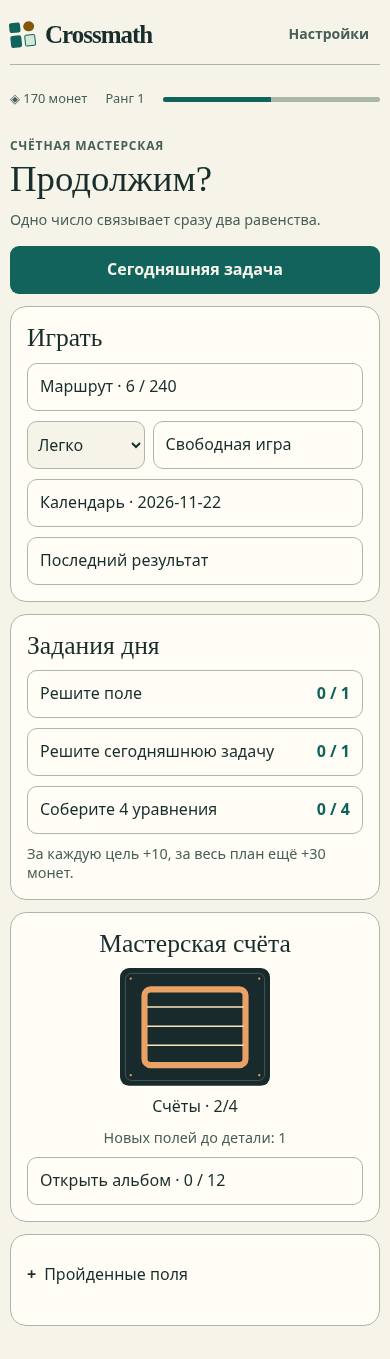 Crossmath
Настройки
◈ 170 монет
Ранг 1
СЧЁТНАЯ МАСТЕРСКАЯ
Продолжим?
Одно число связывает сразу два равенства.
Сегодняшняя задача
Играть
Маршрут · 6 / 240
Легко
Свободная игра
Календарь · 2026-11-22
Последний результат
Задания дня
Решите поле 0 / 1
Решите сегодняшнюю задачу 0 / 1
Соберите 4 уравнения 0 / 4
За каждую цель +10, за весь план ещё +30
монет.
Мастерская счёта
Счёты · 2/4
Новых полей до детали: 1
Открыть альбом · 0 / 12
+ Пройденные поля